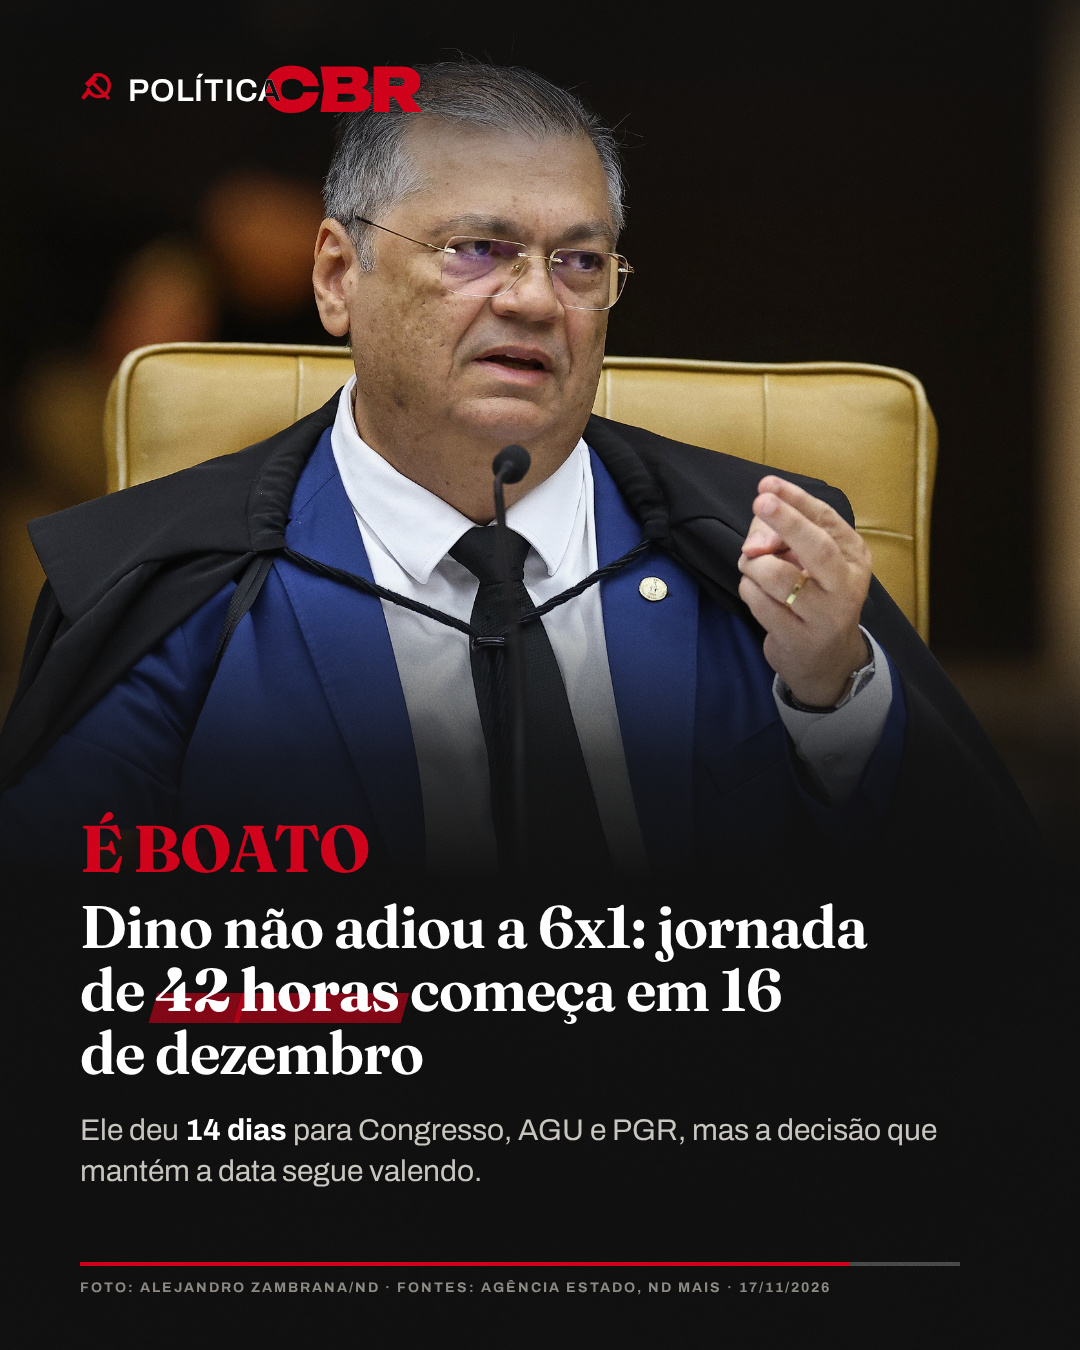 POLÍTICA CBR
É BOATO
Dino não adiou a 6x1: jornada
de 42 horas começa em 16
de dezembro
Ele deu 14 dias para Congresso, AGU e PGR, mas a decisão que
mantém a data segue valendo.
FOTO: ALEJANDRO ZAMBRANA/ND · FONTES: AGÊNCIA ESTADO, ND MAIS · 17/11/2026